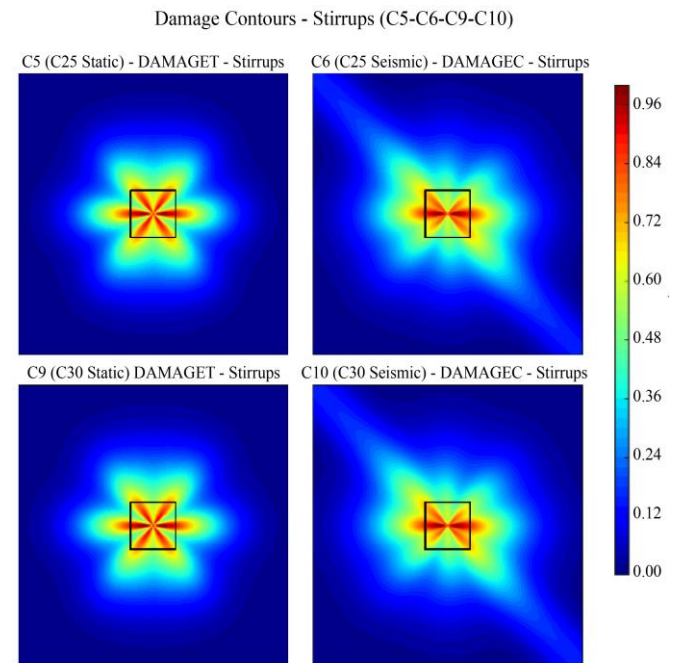 Damage Contours - Stirrups (C5-C6-C9-C10)
C5 (C25 Static) - DAMAGET - Stirrups
C6 (C25 Seismic) - DAMAGEC - Stirrups
C9 (C30 Static) DAMAGET - Stirrups
C10 (C30 Seismic) - DAMAGEC - Stirrups
0.96
0.84
0.72
0.60
0.48
0.36
0.24
0.12
0.00